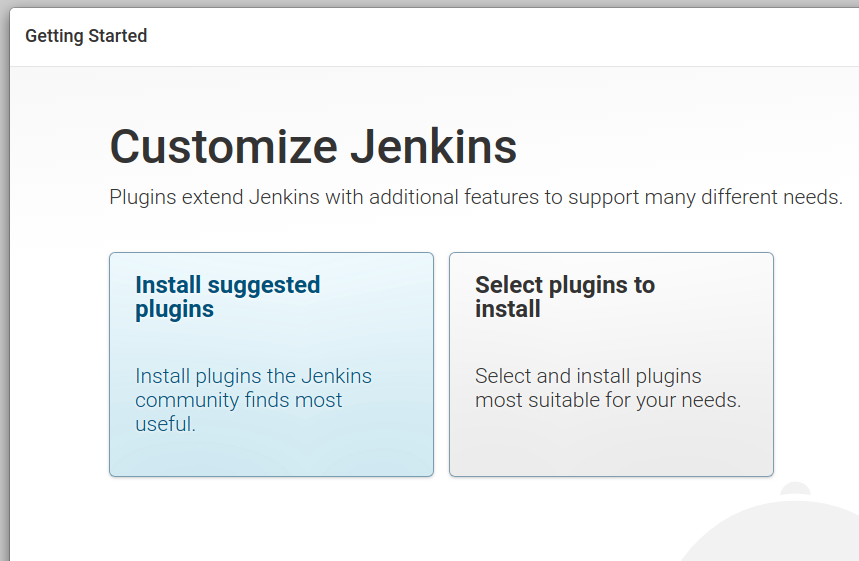 Getting Started
Customize Jenkins
Plugins extend Jenkins with additional features to support many different needs.
Install suggested
plugins
Install plugins the Jenkins
community finds most
useful.
Select plugins to
install
Select and install plugins
most suitable for your needs.